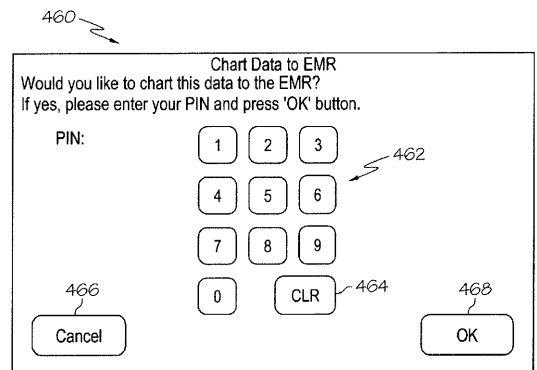 460
Chart Data to EMR
Would you like to chart this data to the EMR?
If yes, please enter your PIN and press 'OK' button.
PIN:
1 2 3
462
4 5 6
7 8 9
0 CLR 464
466
468
Cancel
OK